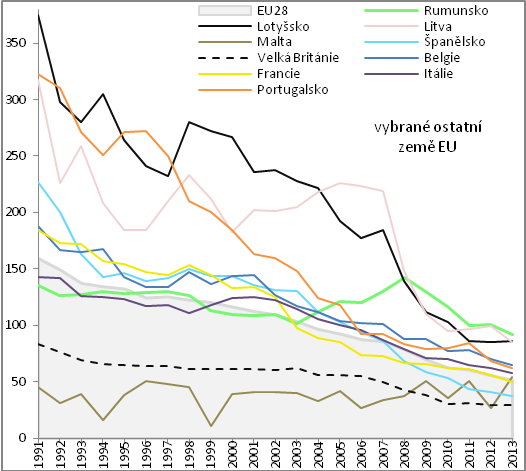 EU28 Rumunsko
Lotyšsko Litva
Malta Španělsko
Velká Británie Belgie
Francie Itálie
Portugalsko
vybrané ostatní
země EU
350
300
250
200
150
100
50
0
1991 1992 1993 1994 1995 1996 1997 1998 1999 2000 2001 2002 2003 2004 2005 2006 2007 2008 2009 2010 2011 2012 2013